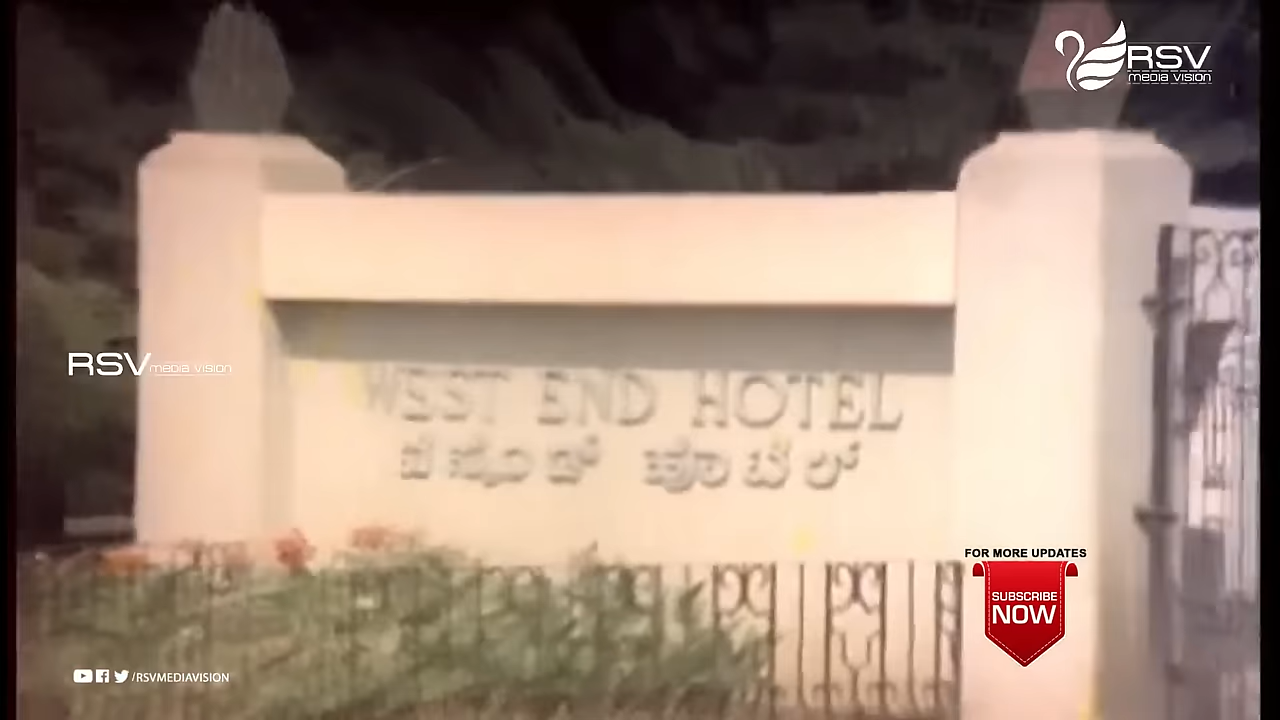 RSV
media vision
RSV media vision
WEST END HOTEL
ಹೋಟೆಲ್
FOR MORE UPDATES
SUBSCRIBE
NOW
/RSVMEDIAVISION